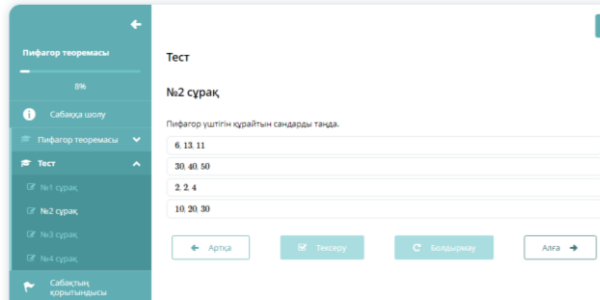 Пифагор теоремасы
8%
Сабаққа шолу
Пифагор теоремасы
Тест
№1 сұрақ
№2 сұрақ
№3 сұрақ
№4 сұрақ
Сабақтың
қорытындысы
Тест
№2 сұрақ
Пифагор үштігін құрайтын сандарды таңда.
6, 13, 11
30, 40, 50
2, 2, 4
10, 20, 30
Артқа
Тексеру
Болдырмау
Алға